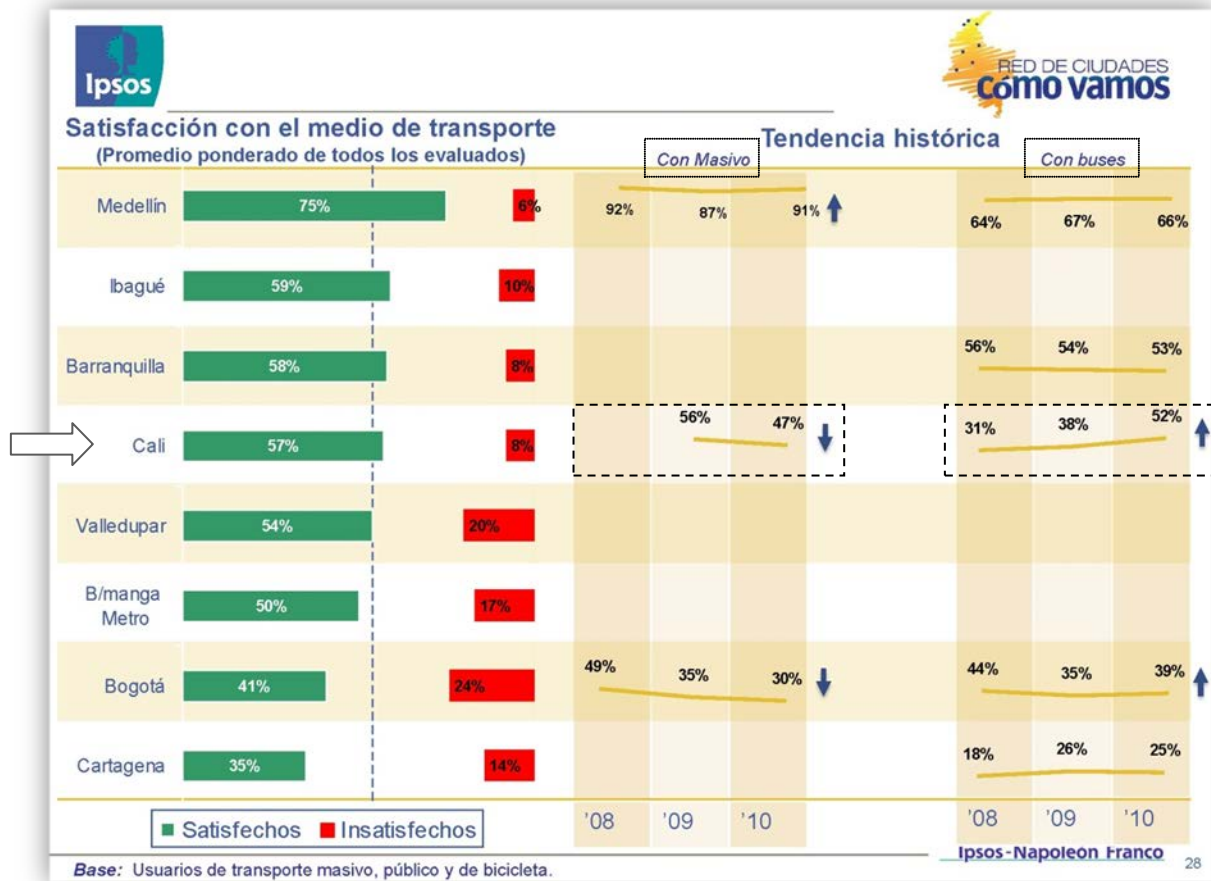 Ipsos
RED DE CIUDADES
cómo vamos
Satisfacción con el medio de transporte
(Promedio ponderado de todos los evaluados)
Tendencia histórica
Con Masivo
Con buses
Medellín 75% 6% 92% 87% 91% 64% 67% 66%
Ibagué 59% 10%
Barranquilla 58% 8% 56% 54% 53%
Cali 57% 8% 56% 47% 31% 38% 52%
Valledupar 54% 20%
B/manga
Metro 50% 17%
Bogotá 41% 24% 49% 35% 30% 44% 35% 39%
Cartagena 35% 14% 18% 26% 25%
Satisfechos Insatisfechos
'08 '09 '10 '08 '09 '10
Ipsos-Napoleón Franco
28
Base: Usuarios de transporte masivo, público y de bicicleta.